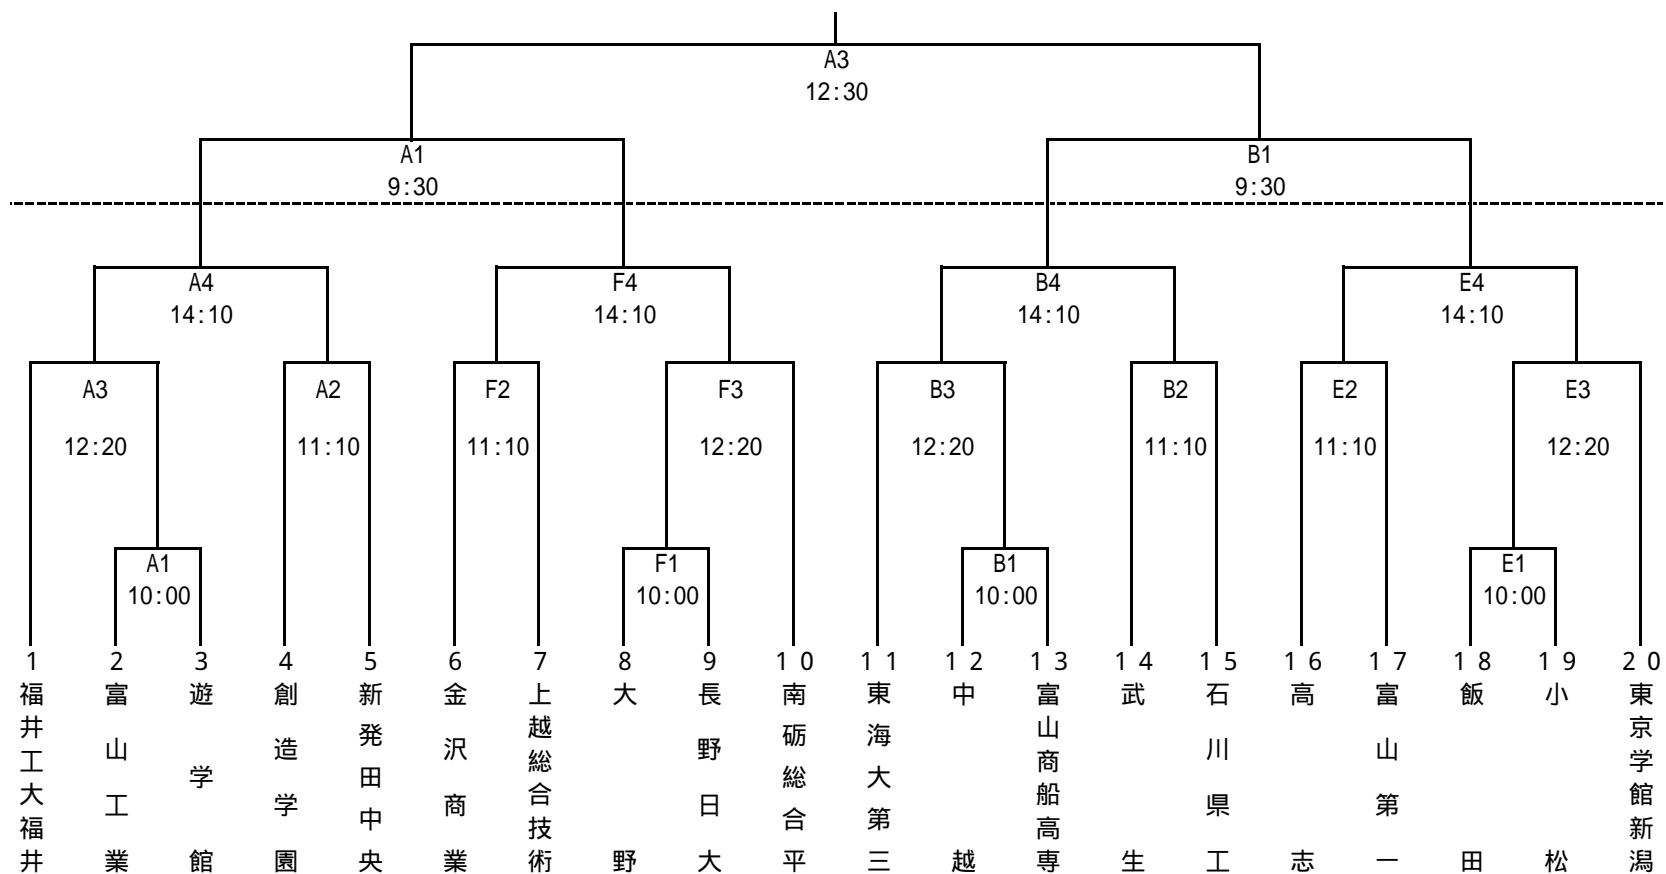 A3
12:30
A1
B1
9:30
9:30
A4
F4
B4
E4
14:10
14:10
14:10
14:10
A3
A2
F2
F3
B3
B2
E2
E3
12:20
11:10
11:10
12:20
12:20
11:10
11:10
12:20
A1
F1
B1
E1
10:00
10:00
10:00
10:00
1
2
3
4
5
6
7
8
9
10
11
12
13
14
15
16
17
18
19
20
福井工大福井
富山工業
遊学館
創造学園
新発田中央
金沢商業
上越総合技術
大野
長野日大
南砺総合平
東海大第三
中越
富山商船高専
武生
石川県工
高志
富山第一
飯田
小松
東京学館新潟